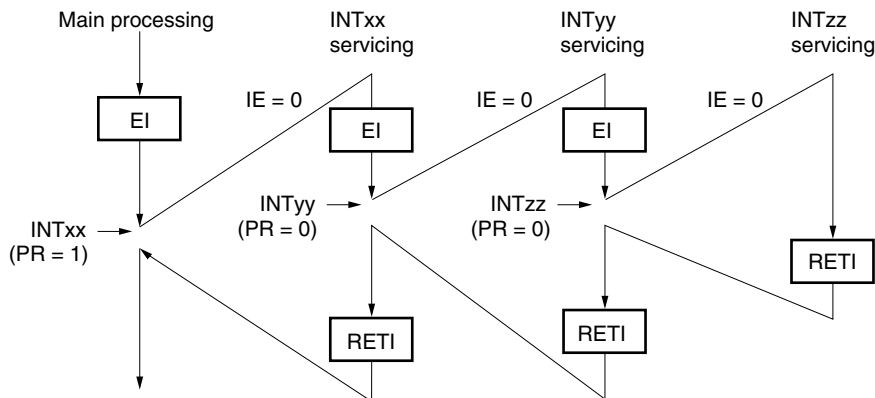 Main processing
INTxx
servicing
INTyy
servicing
INTzz
servicing
IE = 0
IE = 0
IE = 0
EI
EI
EI
INTxx
(PR = 1)
INTyy
(PR = 0)
INTzz
(PR = 0)
RETI
RETI
RETI